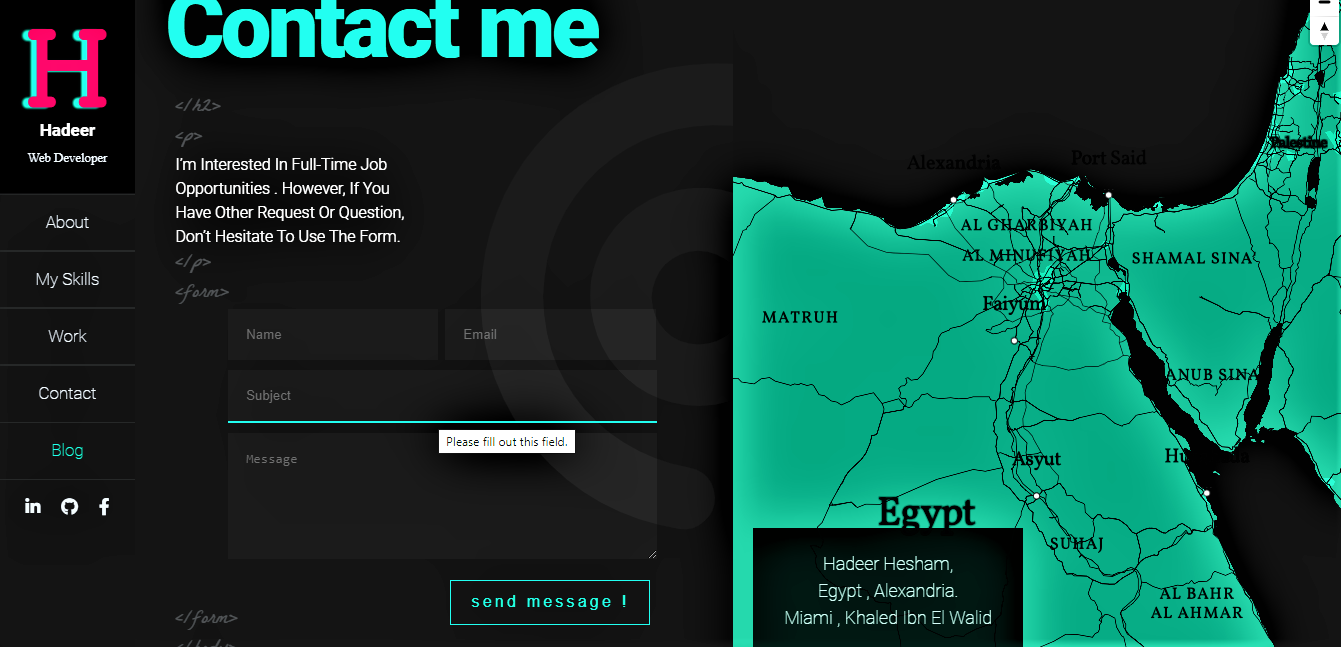 H
Hadeer
Web Developer
About
My Skills
Work
Contact
Blog
Contact me
</h2>
<p>
I'm Interested In Full-Time Job
Opportunities . However, If You
Have Other Request Or Question,
Don't Hesitate To Use The Form.
</p>
<form>
Name
Email
Subject
Please fill out this field.
Message
send message !
</form>
Alexandria
Port Said
Palestine
AL GHARBIYAH
AL MINUFIYAH
SHAMAL SINA
Faiyum
MATRUH
ANUB SINA
Asyut
Egypt
SUHAJ
AL BAHR
AL AHMAR
Hadeer Hesham,
Egypt , Alexandria.
Miami , Khaled Ibn El Walid